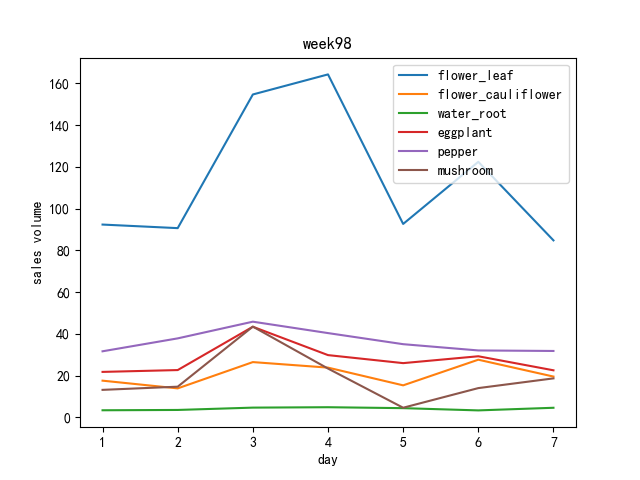 week98
flower_leaf
flower_cauliflower
water_root
eggplant
pepper
mushroom
sales volume
160
140
120
100
80
60
40
20
0
1 2 3 4 5 6 7
day